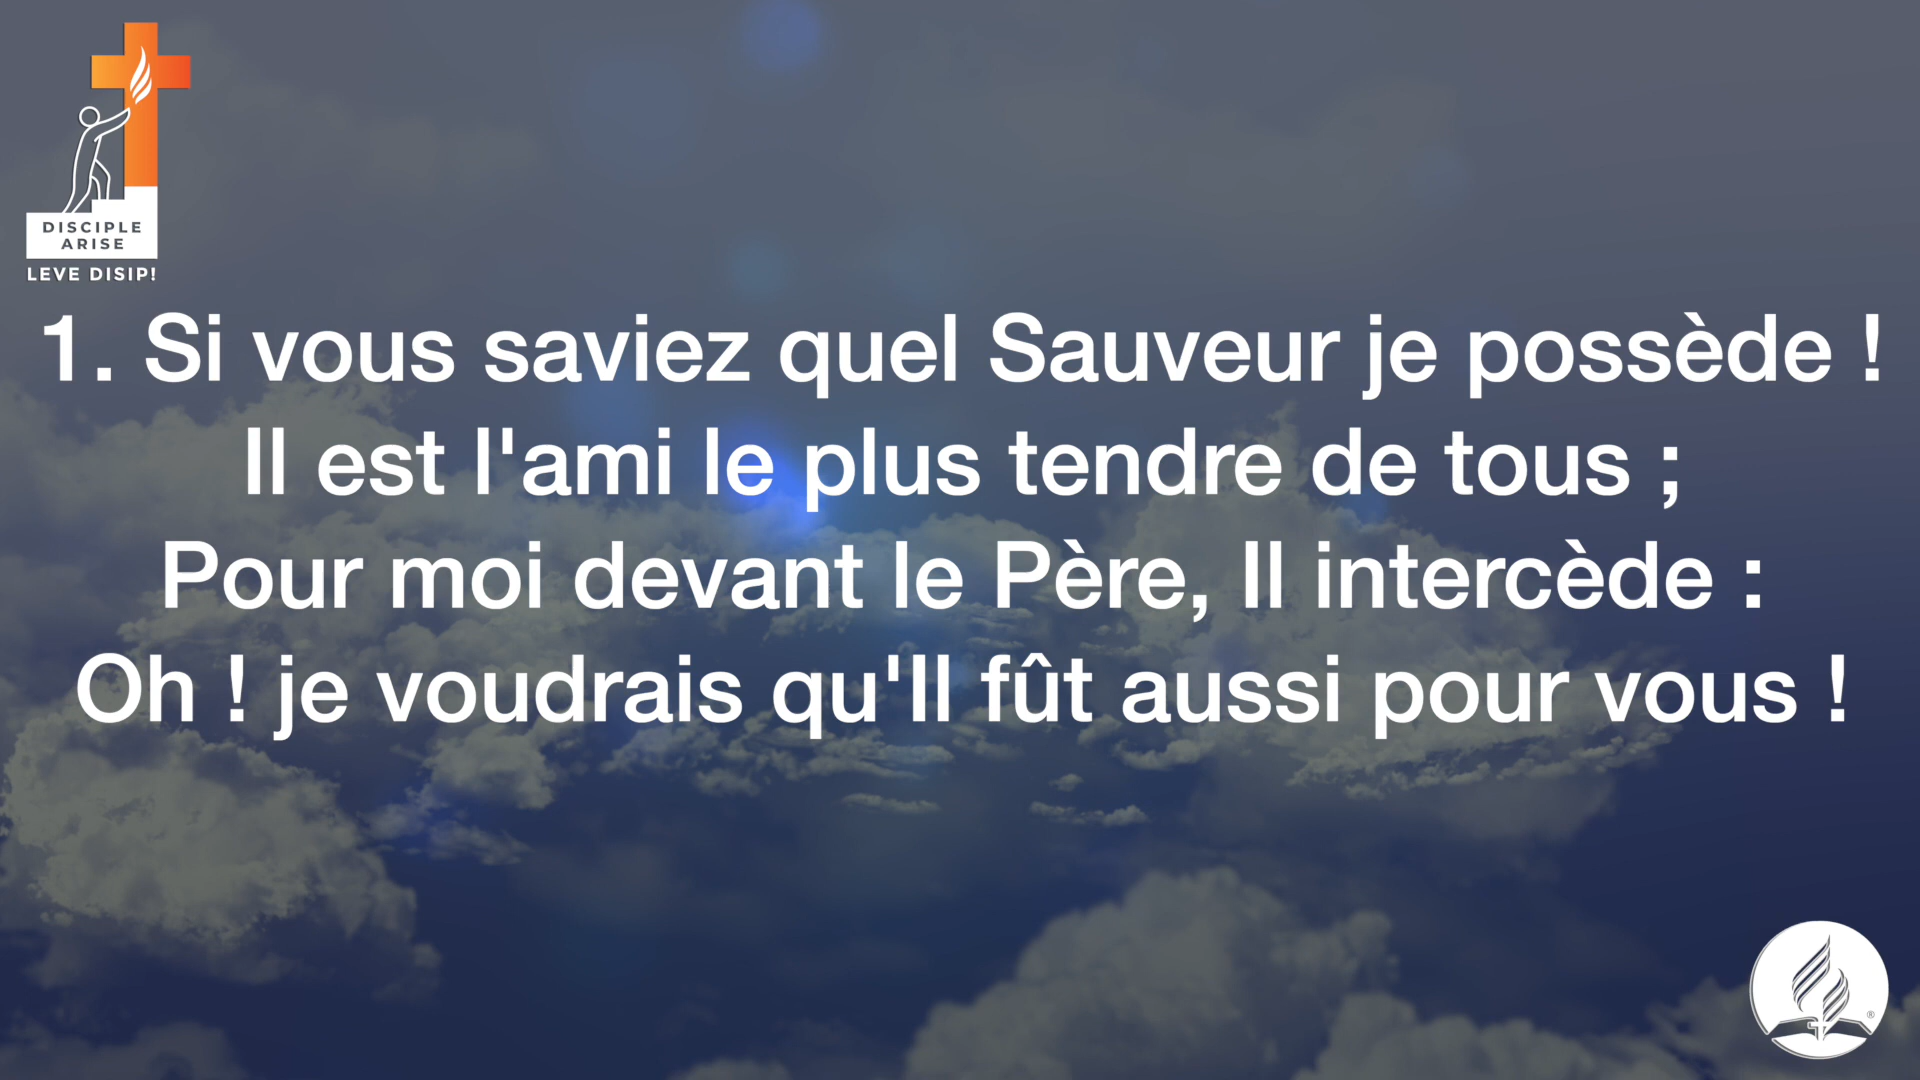 DISCIPLE
ARISE
LEVE DISIP!
1. Si vous saviez quel Sauveur je possède !
Il est l'ami le plus tendre de tous ;
Pour moi devant le Père, Il intercède :
Oh ! je voudrais qu'Il fût aussi pour vous !
®